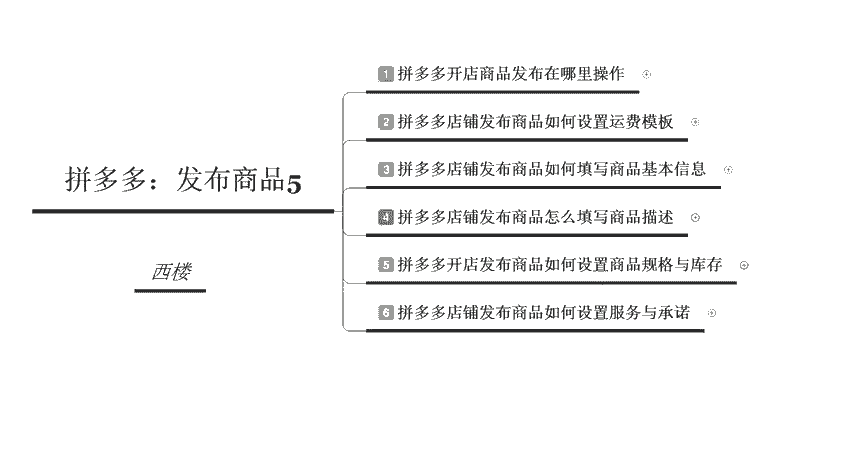 拼多多：发布商品5
西楼
1 拼多多开店商品发布在哪里操作
2 拼多多店铺发布商品如何设置运费模板
3 拼多多店铺发布商品如何填写商品基本信息
4 拼多多店铺发布商品怎么填写商品描述
5 拼多多开店发布商品如何设置商品规格与库存
6 拼多多店铺发布商品如何设置服务与承诺